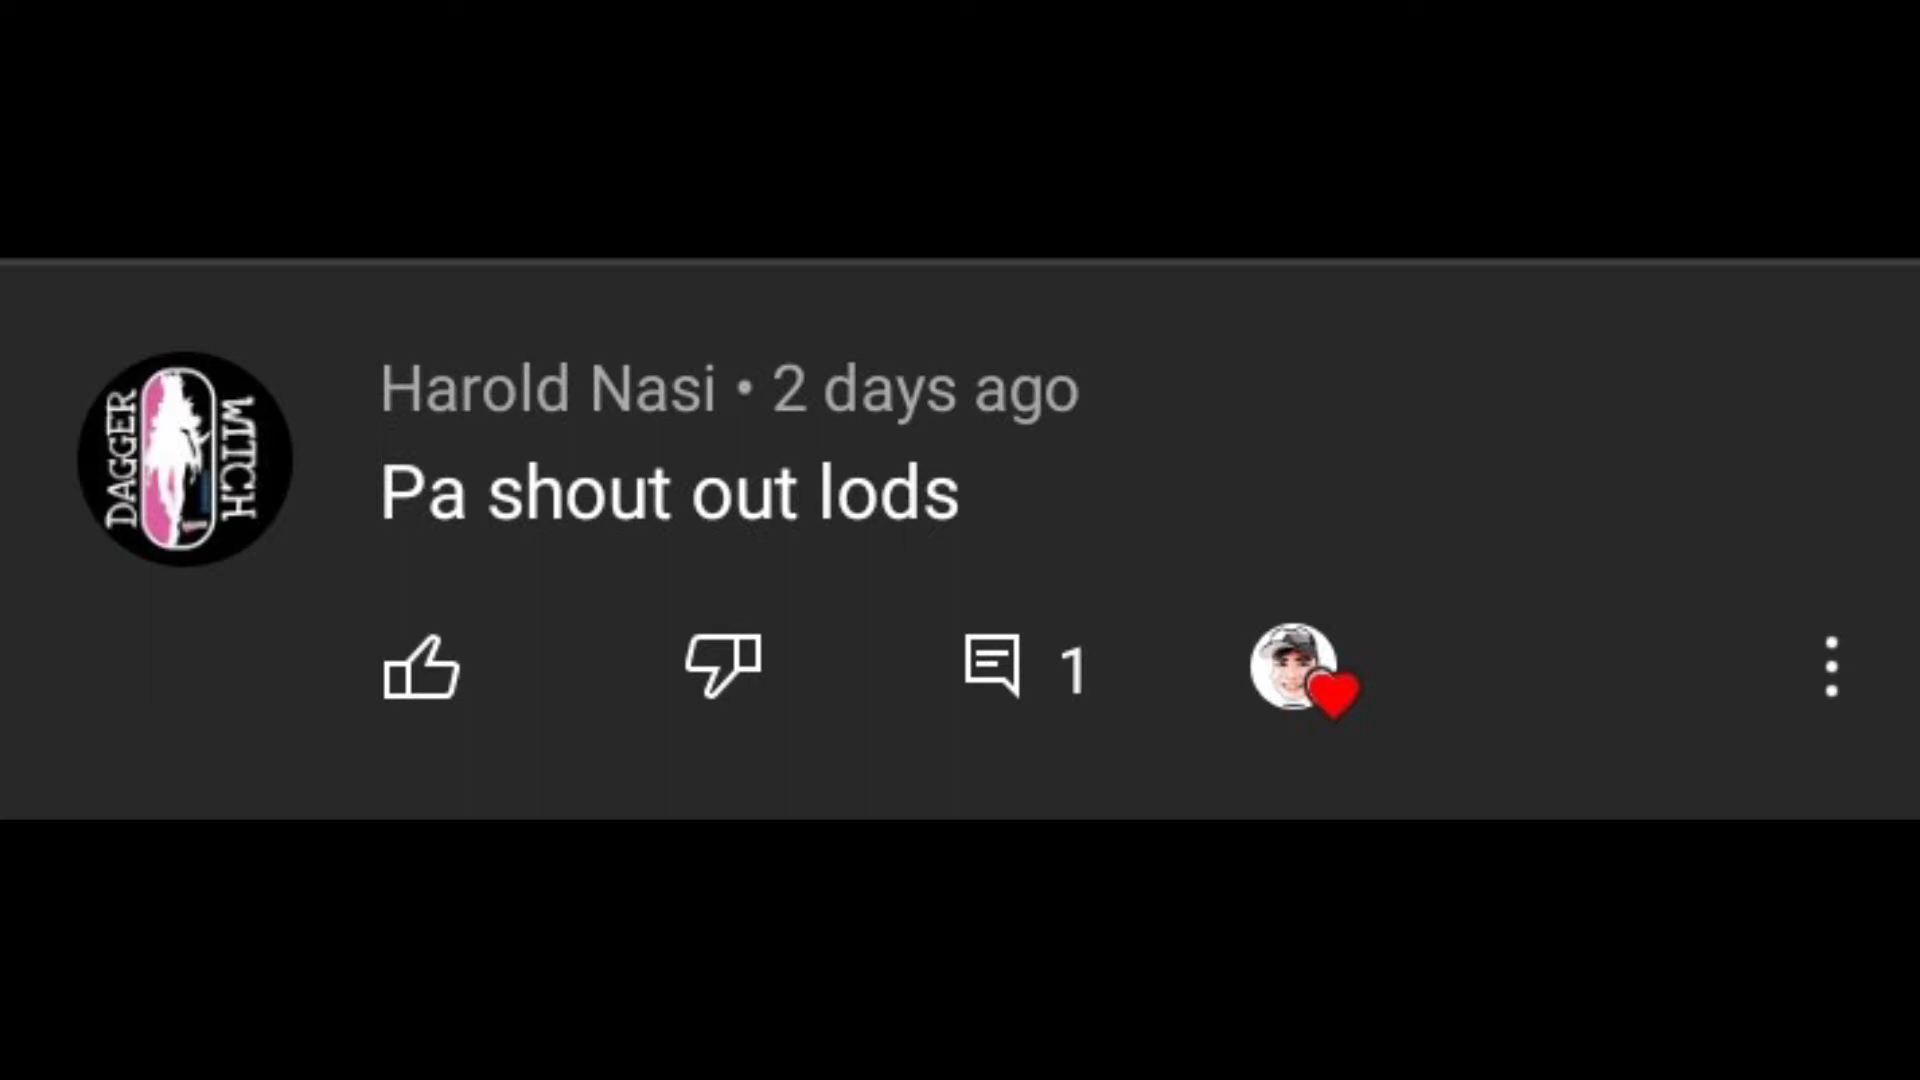 DAGGER
WITCH
Harold Nasi • 2 days ago
Pa shout out lods
1